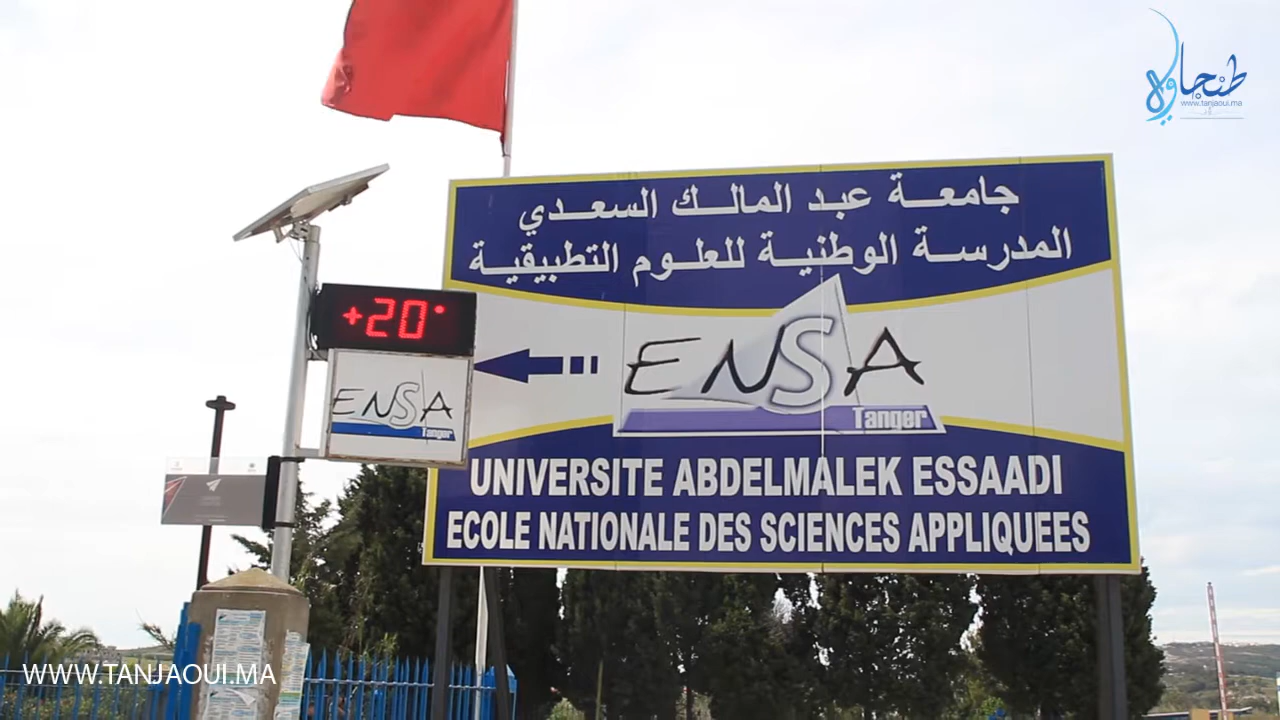 طنجاوي
www.tanjaoui.ma
جامعة عبد المالك السعدي
المدرسة الوطنية للعلوم التطبيقية
+20°
ENSA
Tanger
ENSA
Tanger
UNIVERSITE ABDELMALEK ESSAADI
ECOLE NATIONALE DES SCIENCES APPLIQUEES
WWW.TANJAOUI.MA